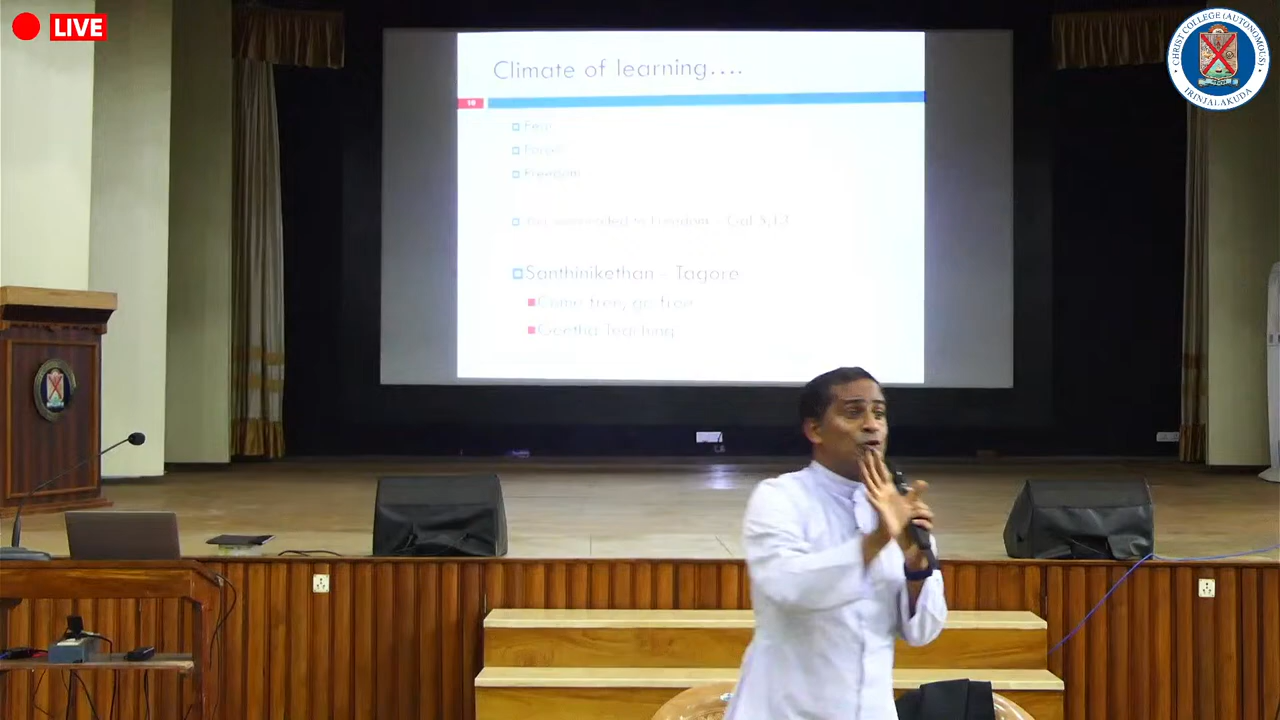 LIVE
CHRIST COLLEGE (AUTONOMOUS)
IRINJALAKUDA
Climate of learning....
10
Fear
Freedom
You were called to Freedom - Gal 5,13
Santhinikethan - Tagore
Come free, go free
Geetha Teaching